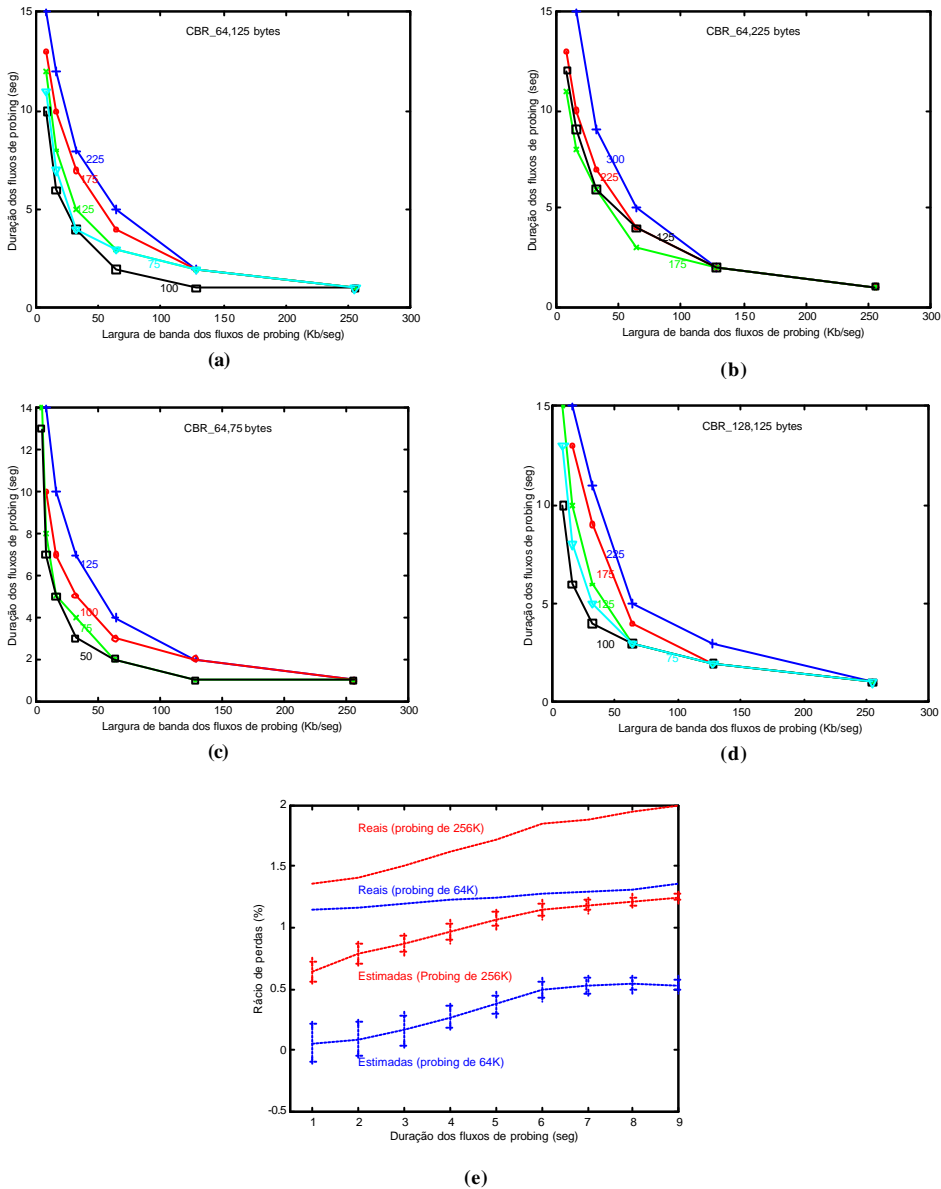 CBR_64,125 bytes
Duração dos fluxos de probing (seg)
15
10
5
0
225
175
125
75
100
0 50 100 150 200 250 300
Largura de banda dos fluxos de probing (Kb/seg)
(a)
CBR_64,225 bytes
Duração dos fluxos de probing (seg)
15
10
5
0
300
225
125
175
0 50 100 150 200 250 300
Largura de banda dos fluxos de probing (Kb/seg)
(b)
CBR_64,75 bytes
Duração dos fluxos de probing (seg)
14
12
10
8
6
4
2
0
125
100
75
50
0 50 100 150 200 250 300
Largura de banda dos fluxos de probing (Kb/seg)
(c)
CBR_128,125 bytes
Duração dos fluxos de probing (seg)
15
10
5
0
225
175
125
100
75
0 50 100 150 200 250 300
Largura de banda dos fluxos de probing (Kb/seg)
(d)
Rácio de perdas (%)
2
1.5
1
0.5
0
-0.5
Reais (probing de 256K)
Reais (probing de 64K)
Estimadas (Probing de 256K)
Estimadas (probing de 64K)
1 2 3 4 5 6 7 8 9
Duração dos fluxos de probing (seg)
(e)